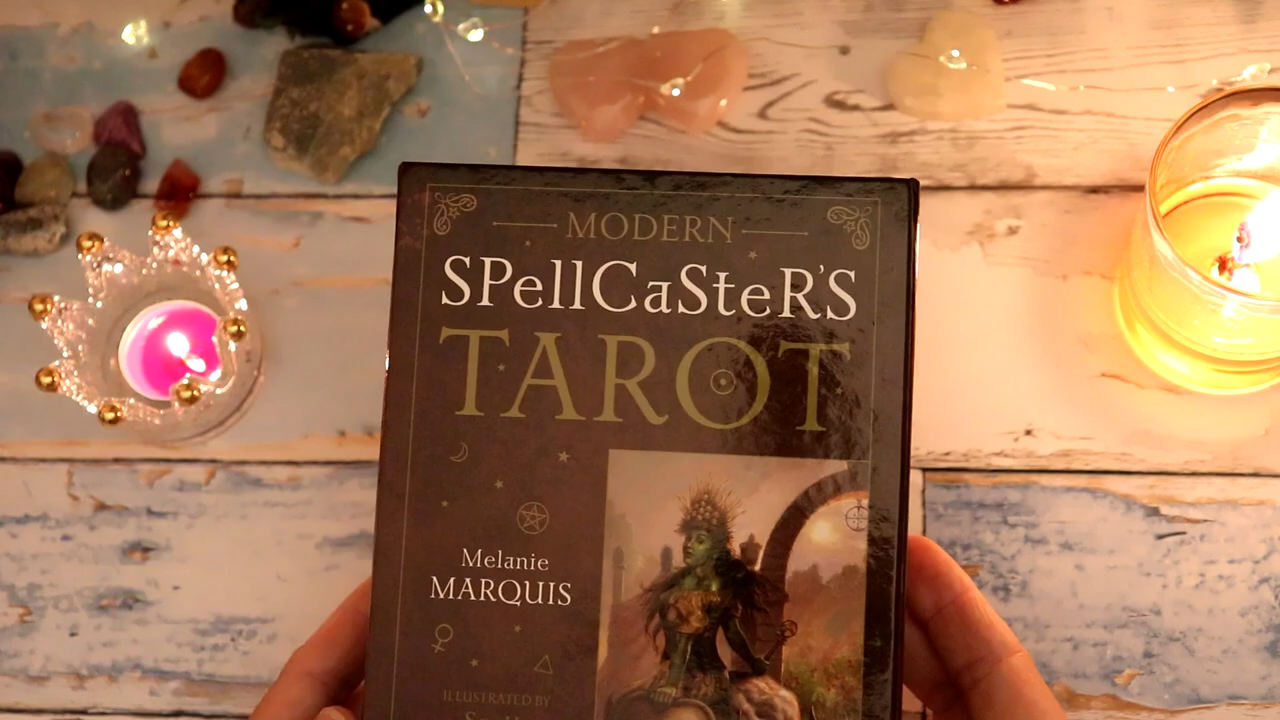 MODERN
SPellCaSteR'S
TAROT
Melanie
MARQUIS
ILLUSTRATED BY